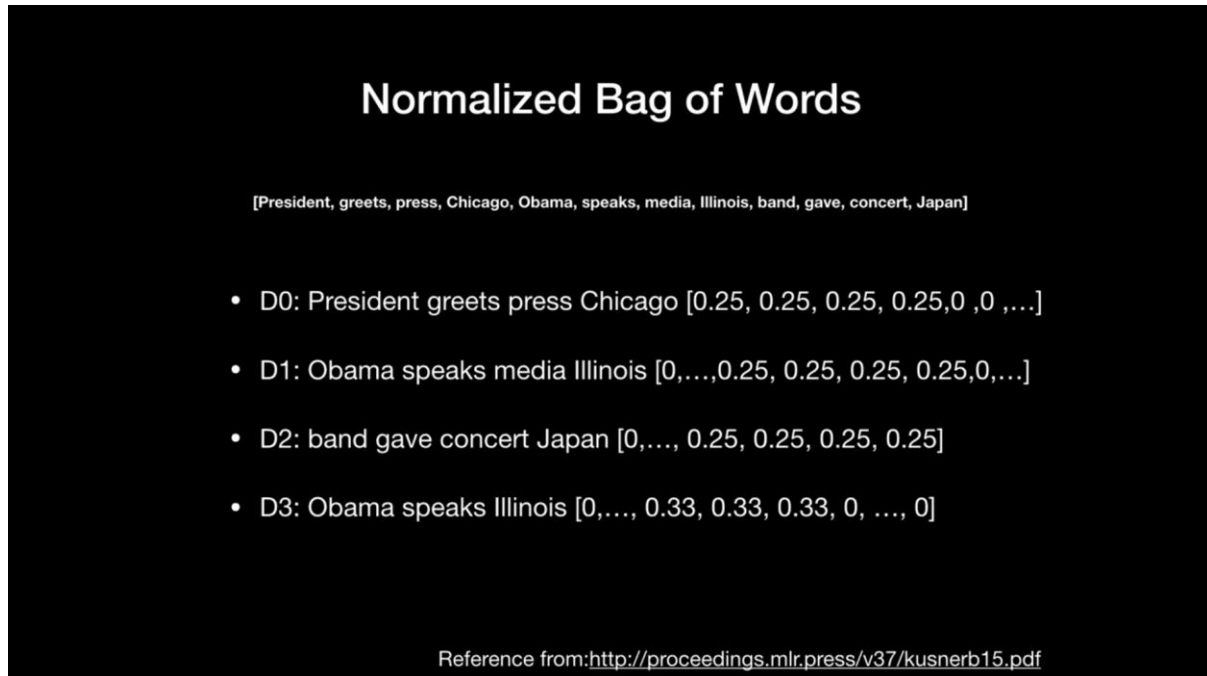 Normalized Bag of Words
[President, greets, press, Chicago, Obama, speaks, media, Illinois, band, gave, concert, Japan]
• D0: President greets press Chicago [0.25, 0.25, 0.25, 0.25,0 ,0 ,…]
• D1: Obama speaks media Illinois [0,…,0.25, 0.25, 0.25, 0.25,0,…]
• D2: band gave concert Japan [0,…, 0.25, 0.25, 0.25, 0.25]
• D3: Obama speaks Illinois [0,…, 0.33, 0.33, 0.33, 0, …, 0]
Reference from:http://proceedings.mlr.press/v37/kusnerb15.pdf